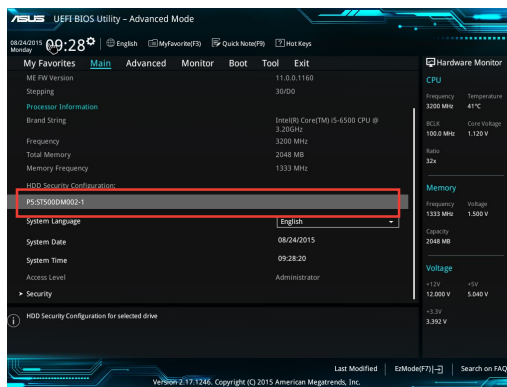 ASUS UEFI BIOS Utility – Advanced Mode
08/24/2015 Monday 09:28 English MyFavorite(F3) Quick Note(F9) Hot Keys
My Favorites Main Advanced Monitor Boot Tool Exit
Hardware Monitor
ME FW Version 11.0.0.1160
Stepping 30/D0
Processor Information
Brand String Intel(R) Core(TM) i5-6500 CPU @ 3.20GHz
Frequency 3200 MHz
Total Memory 2048 MB
Memory Frequency 1333 MHz
HDD Security Configuration:
P5:ST500DM002-1
System Language English
System Date 08/24/2015
System Time 09:28:20
Access Level Administrator
> Security
HDD Security Configuration for selected drive
CPU
Frequency Temperature
3200 MHz 41°C
BCLK Core Voltage
100.0 MHz 1.120 V
Ratio
32x
Memory
Frequency Voltage
1333 MHz 1.500 V
Capacity
2048 MB
Voltage
+12V +5V
12.000 V 5.040 V
+3.3V
3.392 V
Last Modified EzMode(F7) Search on FAQ
Version 2.17.1246. Copyright (C) 2015 American Megatrends, Inc.